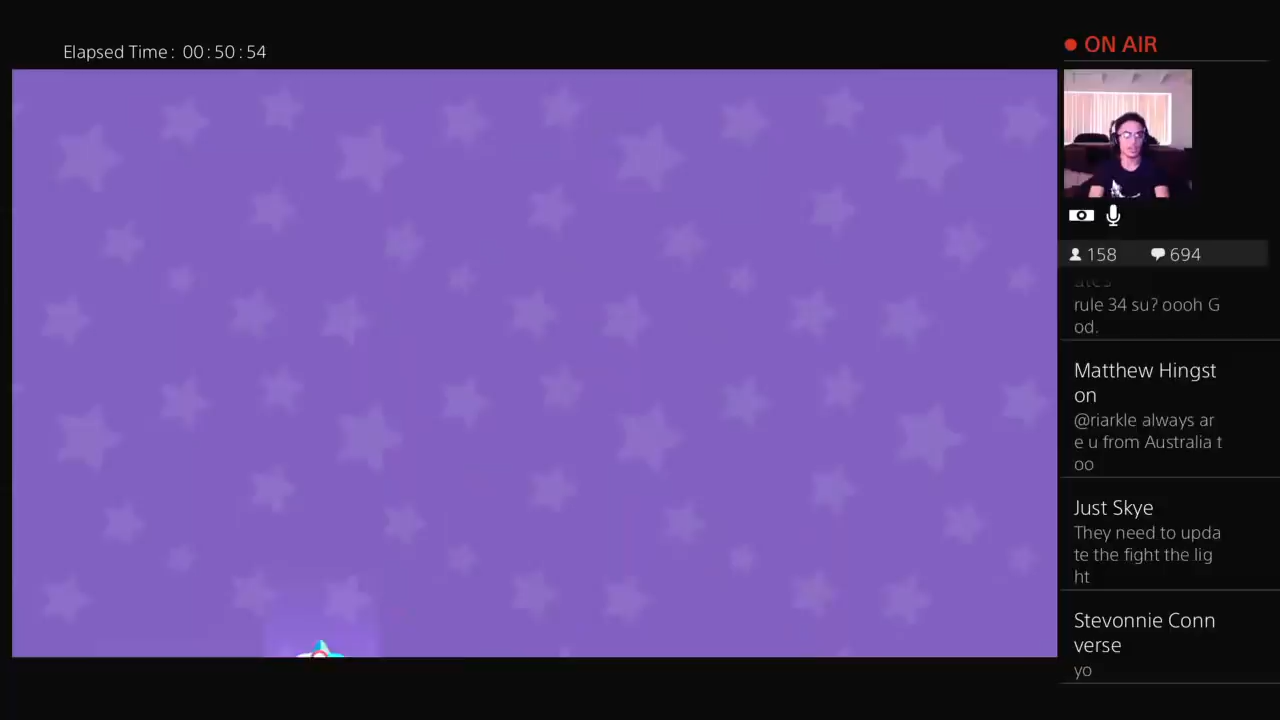 Elapsed Time: 00:50:54
ON AIR
158 694
rule 34 su? oooh G
od.
Matthew Hingst
on
@riarkle always ar
e u from Australia t
oo
Just Skye
They need to upda
te the fight the lig
ht
Stevonnie Conn
verse
yo